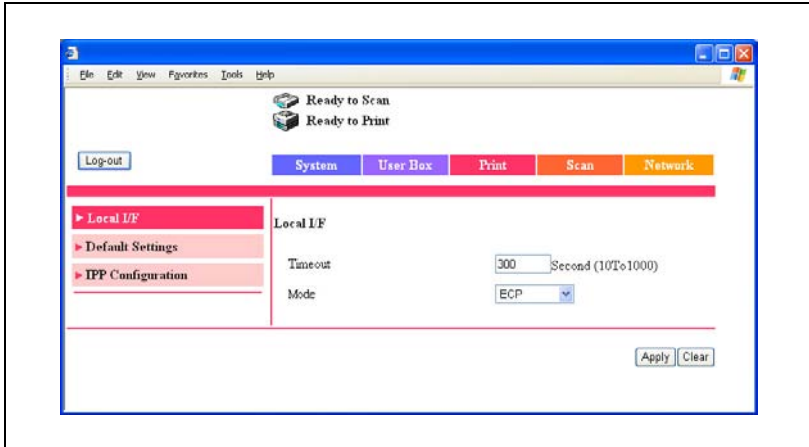 File Edit View Favorites Tools Help
Ready to Scan
Ready to Print
Log-out
System User Box Print Scan Network
Local I/F
Default Settings
IPP Configuration
Local I/F
Timeout 300 Second (10To1000)
Mode ECP
Apply Clear